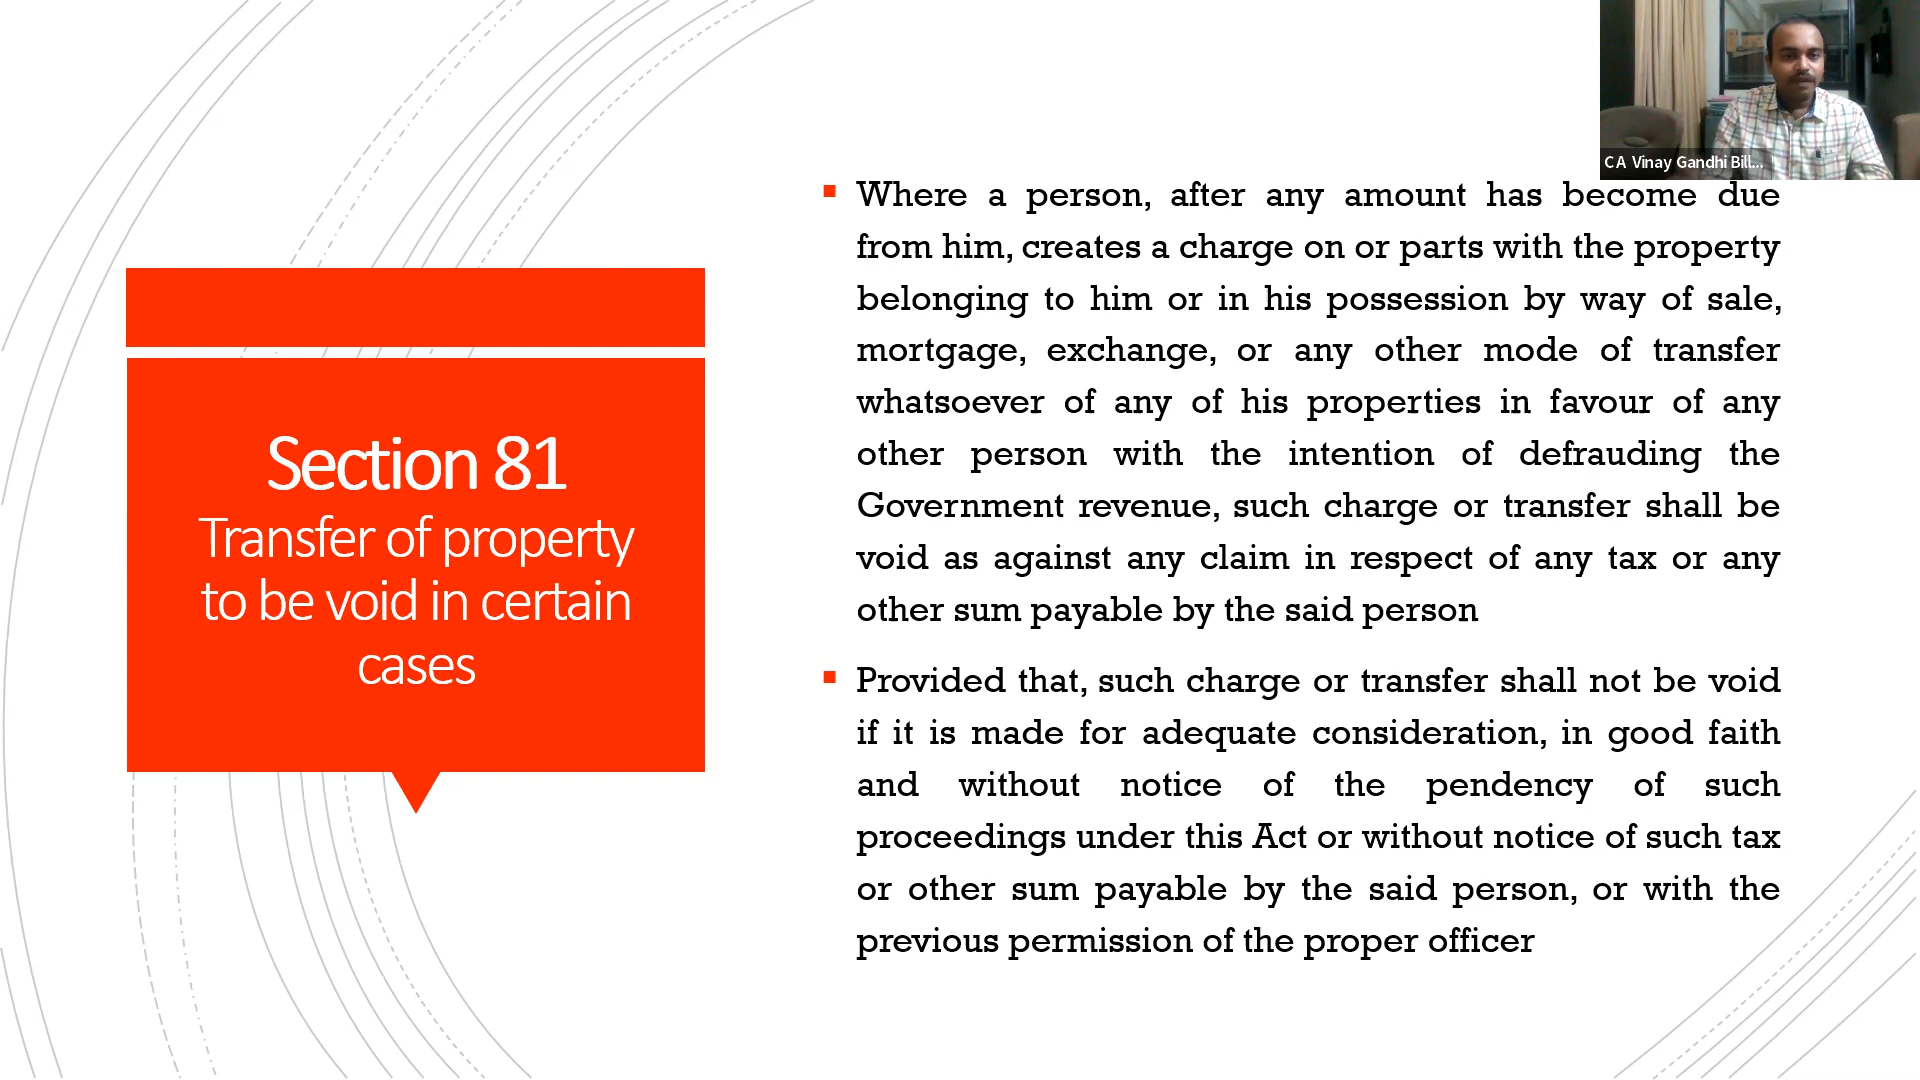 CA Vinay Gandhi Bill...
Section 81
Transfer of property
to be void in certain
cases
Where a person, after any amount has become due
from him, creates a charge on or parts with the property
belonging to him or in his possession by way of sale,
mortgage, exchange, or any other mode of transfer
whatsoever of any of his properties in favour of any
other person with the intention of defrauding the
Government revenue, such charge or transfer shall be
void as against any claim in respect of any tax or any
other sum payable by the said person
Provided that, such charge or transfer shall not be void
if it is made for adequate consideration, in good faith
and without notice of the pendency of such
proceedings under this Act or without notice of such tax
or other sum payable by the said person, or with the
previous permission of the proper officer